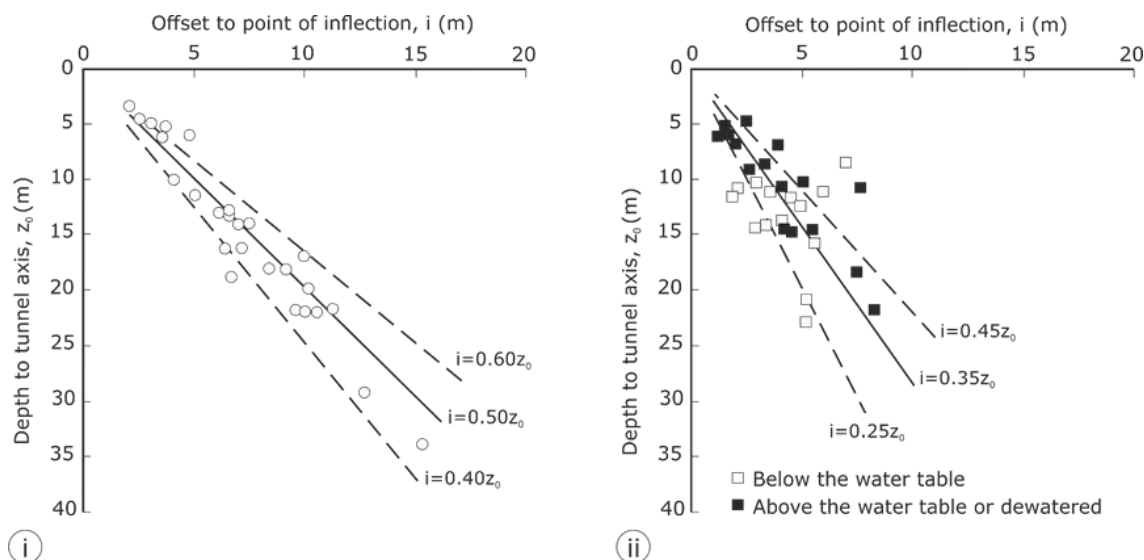 Offset to point of inflection, i (m)
0 5 10 15 20
0
5
10
15
20
25
30
35
40
Depth to tunnel axis, z₀ (m)
i=0.60z₀
i=0.50z₀
i=0.40z₀
i
Offset to point of inflection, i (m)
0 5 10 15 20
0
5
10
15
20
25
30
35
40
Depth to tunnel axis, z₀ (m)
i=0.45z₀
i=0.35z₀
i=0.25z₀
Below the water table
Above the water table or dewatered
ii